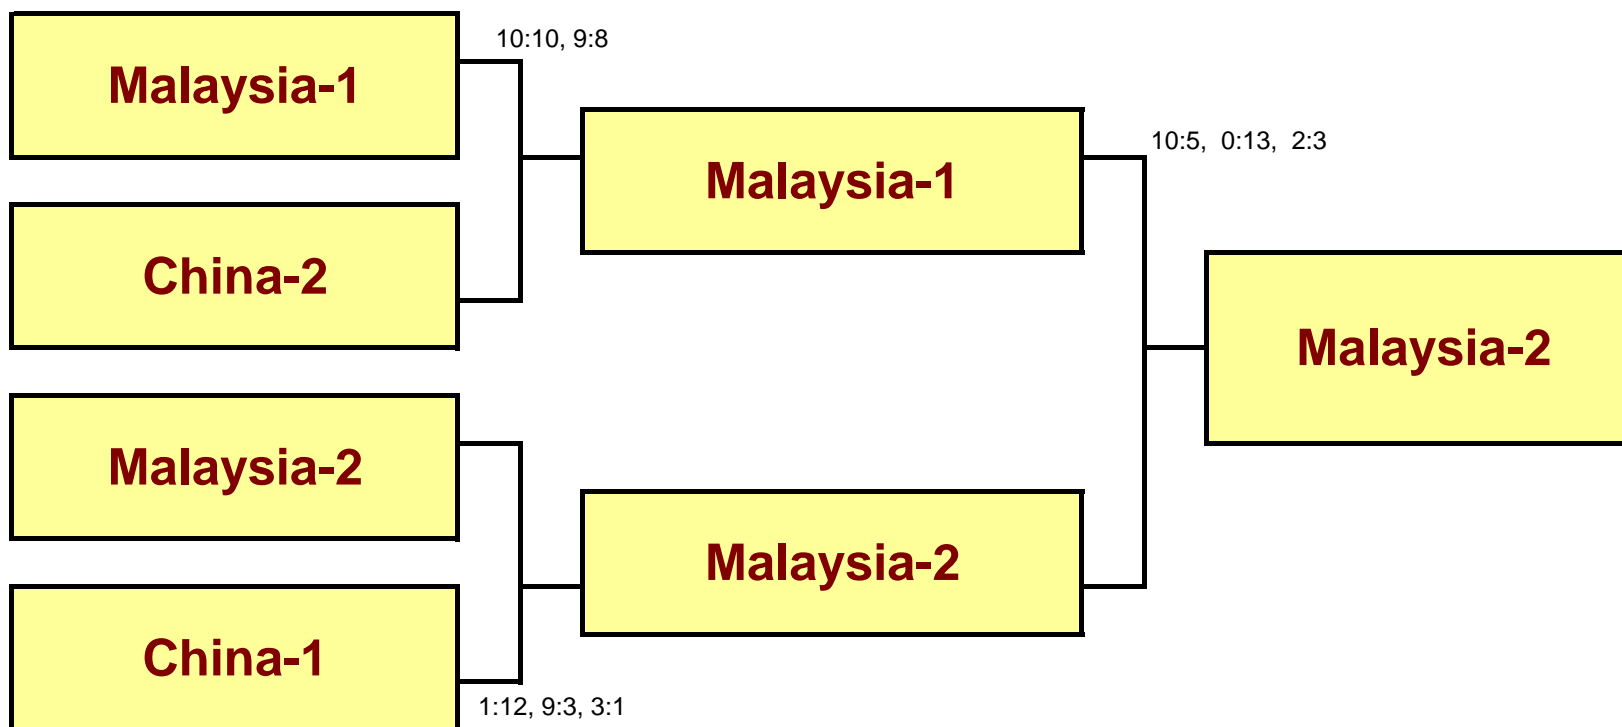 Malaysia-1
10:10, 9:8
China-2
Malaysia-1
10:5, 0:13, 2:3
Malaysia-2
Malaysia-2
China-1
1:12, 9:3, 3:1
Malaysia-2